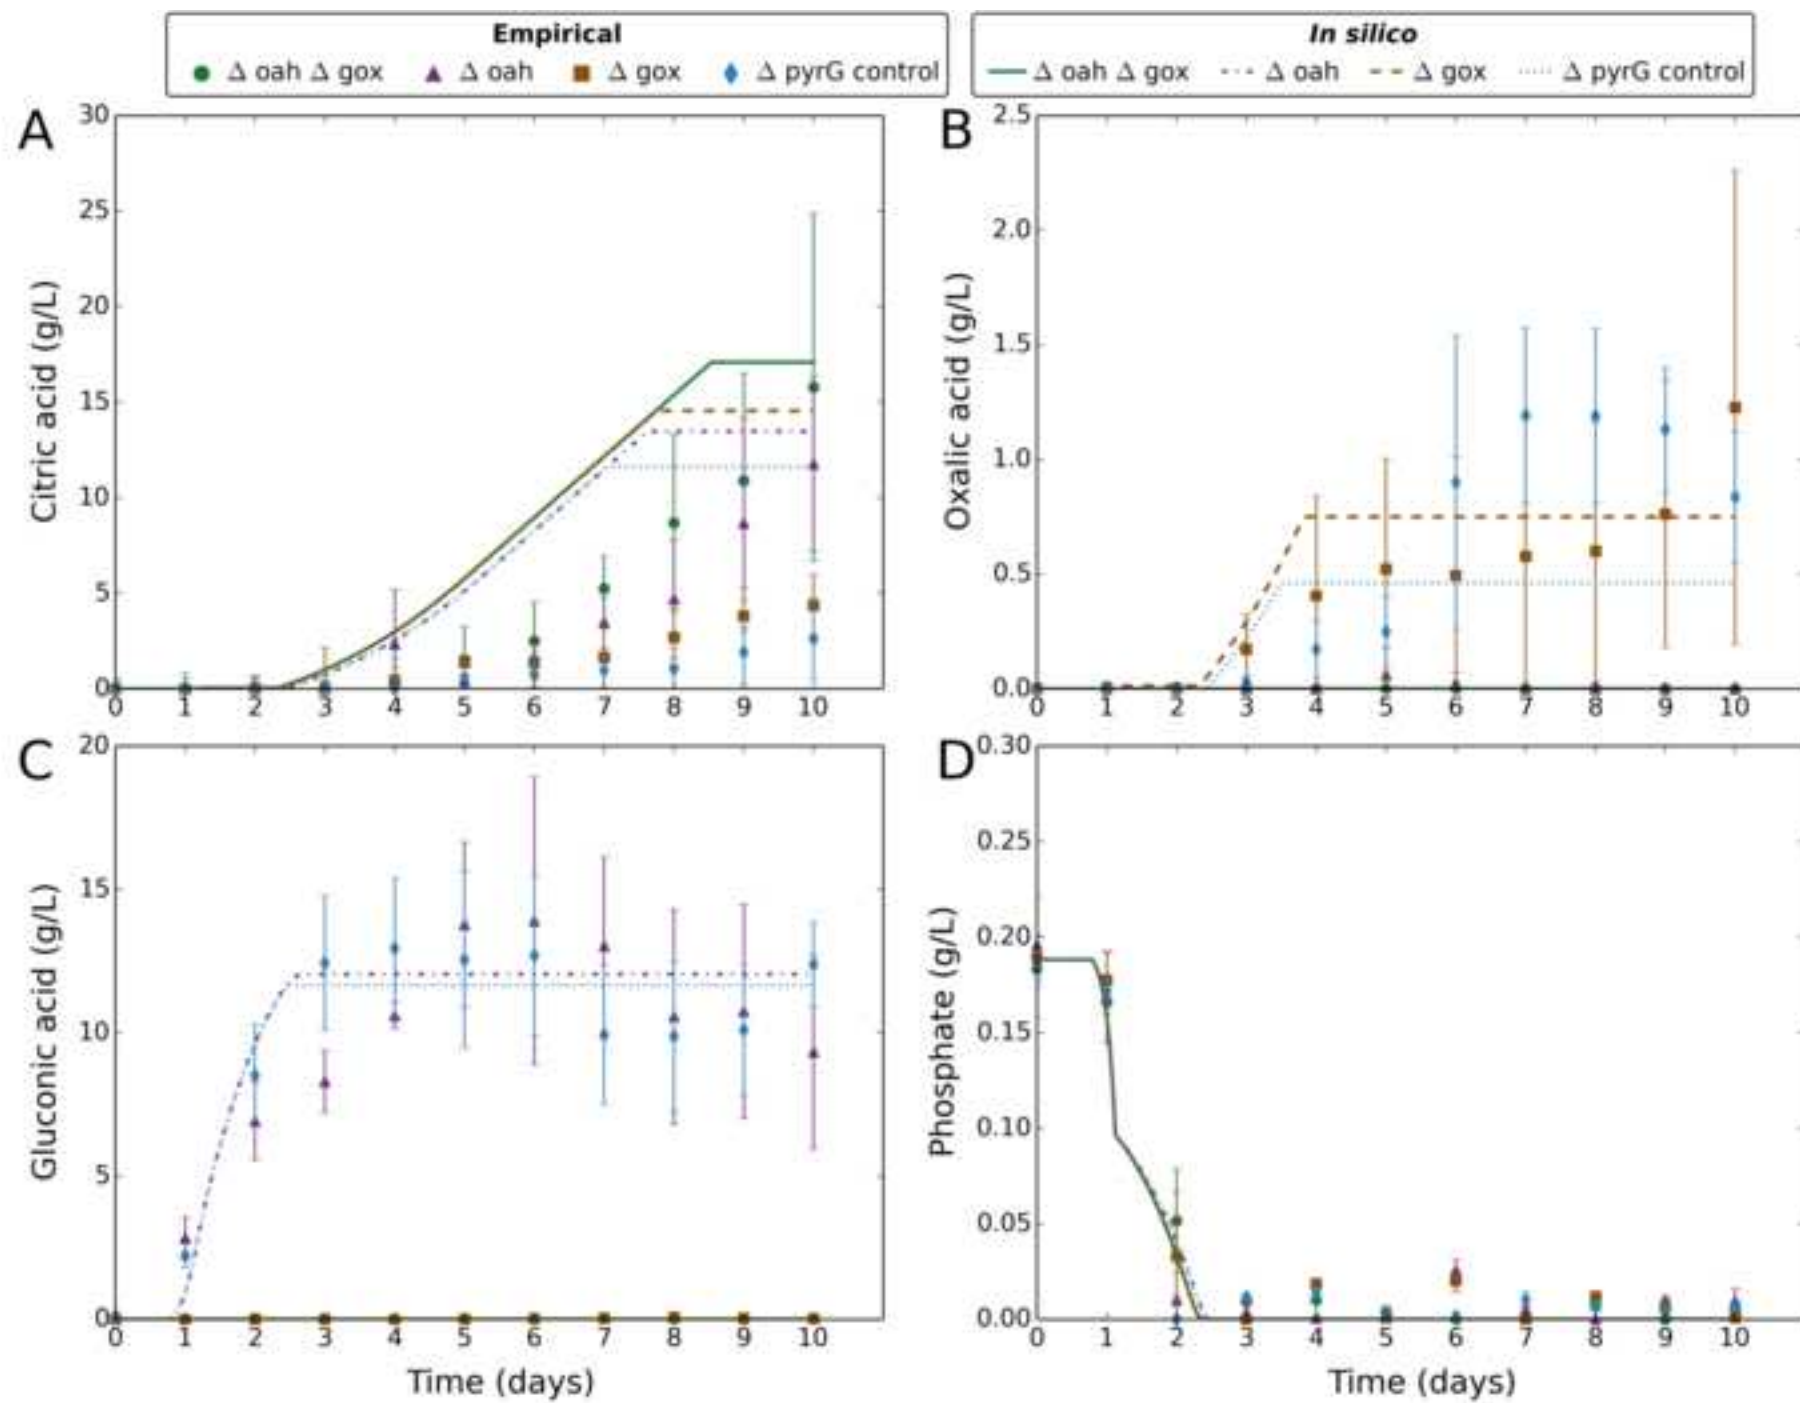 Empirical
Δ oah Δ gox Δ oah Δ gox Δ pyrG control
In silico
Δ oah Δ gox Δ oah Δ gox Δ pyrG control
A
30
25
20
15
10
5
0
Citric acid (g/L)
0 1 2 3 4 5 6 7 8 9 10
B
2.5
2.0
1.5
1.0
0.5
0.0
Oxalic acid (g/L)
0 1 2 3 4 5 6 7 8 9 10
C
20
15
10
5
0
Gluconic acid (g/L)
0 1 2 3 4 5 6 7 8 9 10
Time (days)
D
0.30
0.25
0.20
0.15
0.10
0.05
0.00
Phosphate (g/L)
0 1 2 3 4 5 6 7 8 9 10
Time (days)